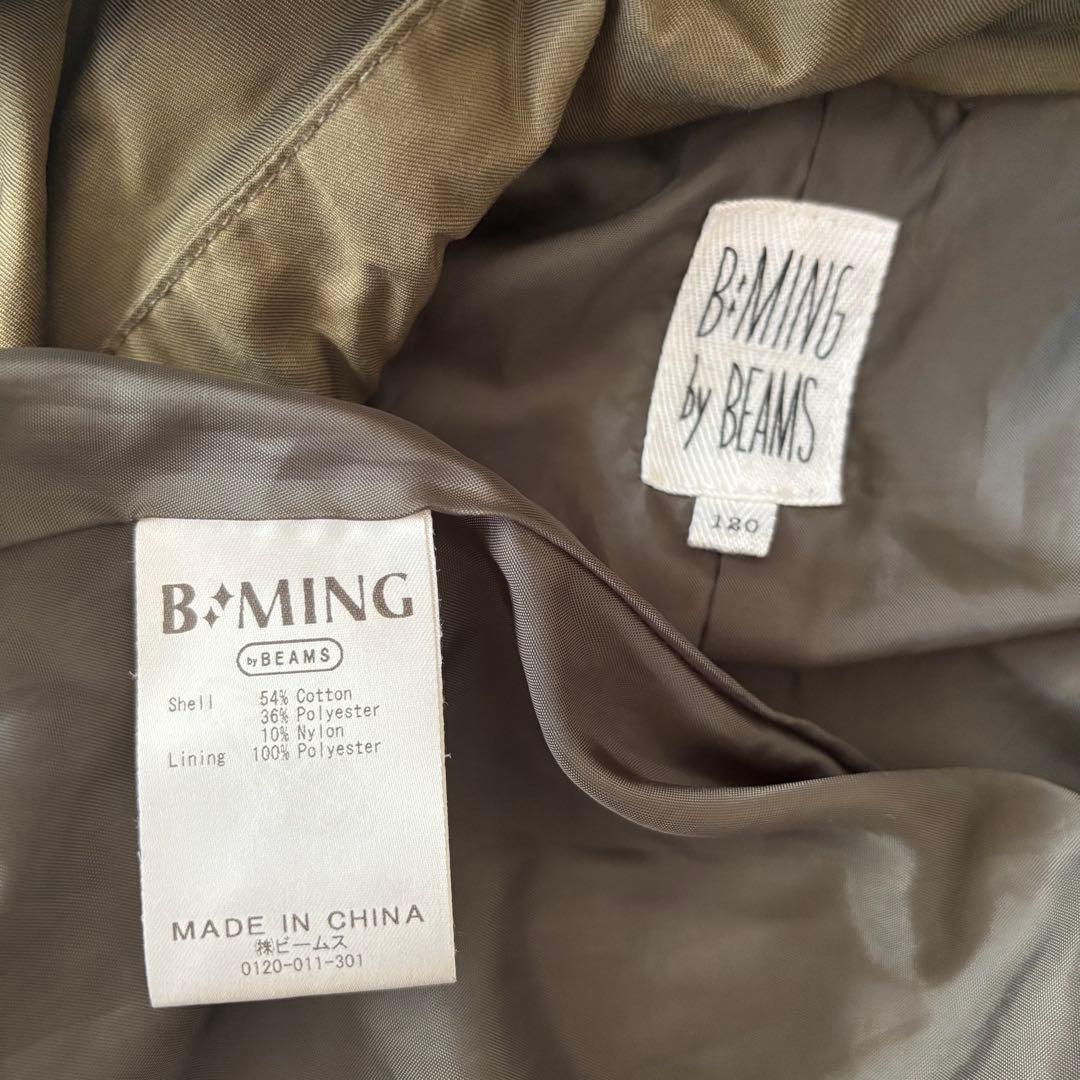 B:MING
by BEAMS
120
B:MING
by BEAMS
Shell 54% Cotton
36% Polyester
10% Nylon
Lining 100% Polyester
MADE IN CHINA
㈱ビームス
0120-011-301